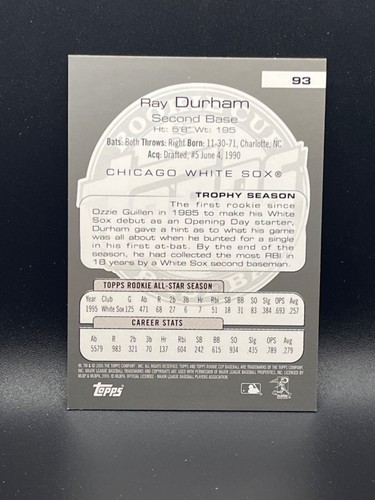 93
Ray Durham
Second Base
Ht: 5'8" Wt: 195
Bats: Both Throws: Right Born: 11-30-71, Charlotte, NC
Acq: Drafted, #5 June 4, 1990
CHICAGO WHITE SOX®
TROPHY SEASON
The first rookie since
Ozzie Guillen in 1985 to make his White
Sox debut as an Opening Day starter,
Durham gave a hint as to what his game
was all about when he bunted for a single
in his first at-bat. By the end of the
season, he had collected the most RBI in
18 years by a White Sox second baseman.
TOPPS ROOKIE ALL-STAR SEASON
Year Club G Ab R 2b 3b Hr Rbi SB BB SO Slg OPS Avg
1995 White Sox 125 471 68 27 6 7 51 18 31 83 .384 .693 .257
CAREER STATS
Ab R 2b 3b Hr Rbi SB BB SO Slg OPS Avg
5579 983 321 70 137 604 242 615 934 .435 .789 .279
Topps